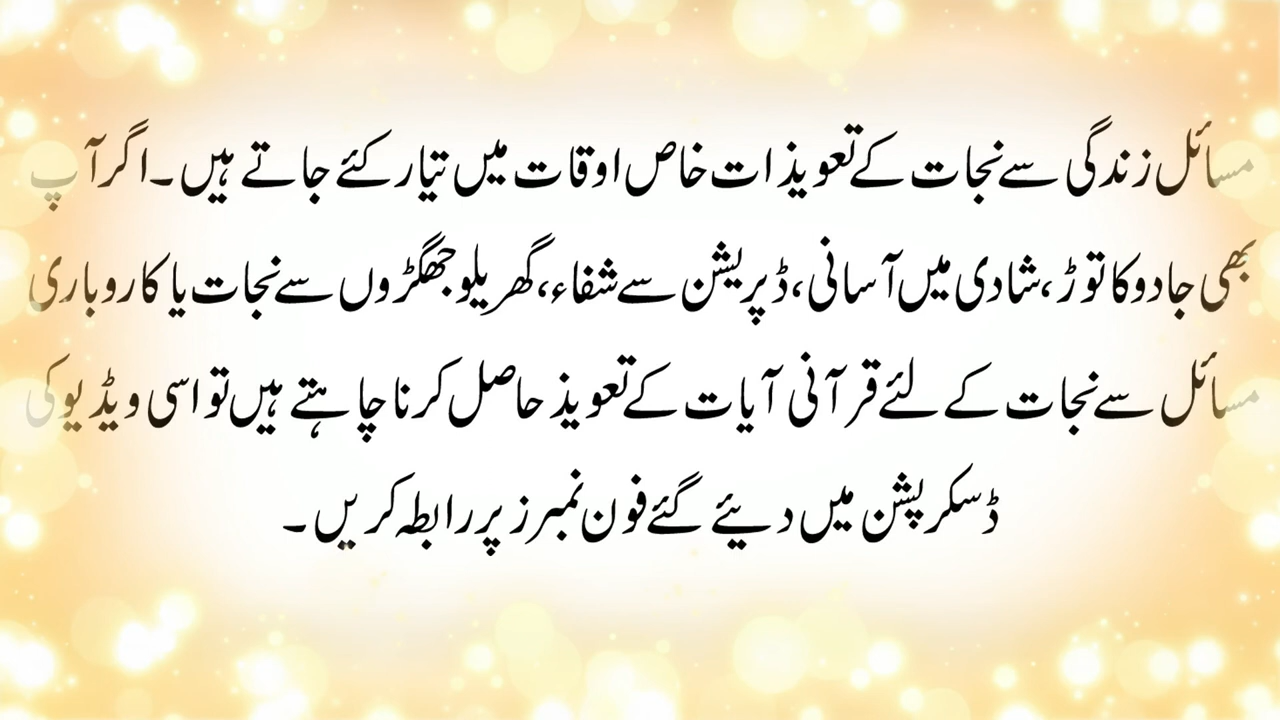 مسائل زندگی سے نجات کے تعویذات خاص اوقات میں تیار کئے جاتے ہیں۔اگر آپ
بھی جادو کا توڑ،شادی میں آسانی،ڈپریشن سے شفاء،گھریلو جھگڑوں سے نجات یا کاروباری
مسائل سے نجات کے لئے قرآنی آیات کے تعویذ حاصل کرنا چاہتے ہیں تو اسی ویڈیو کی
ڈسکرپشن میں دیئے گئے فون نمبرز پر رابطہ کریں۔